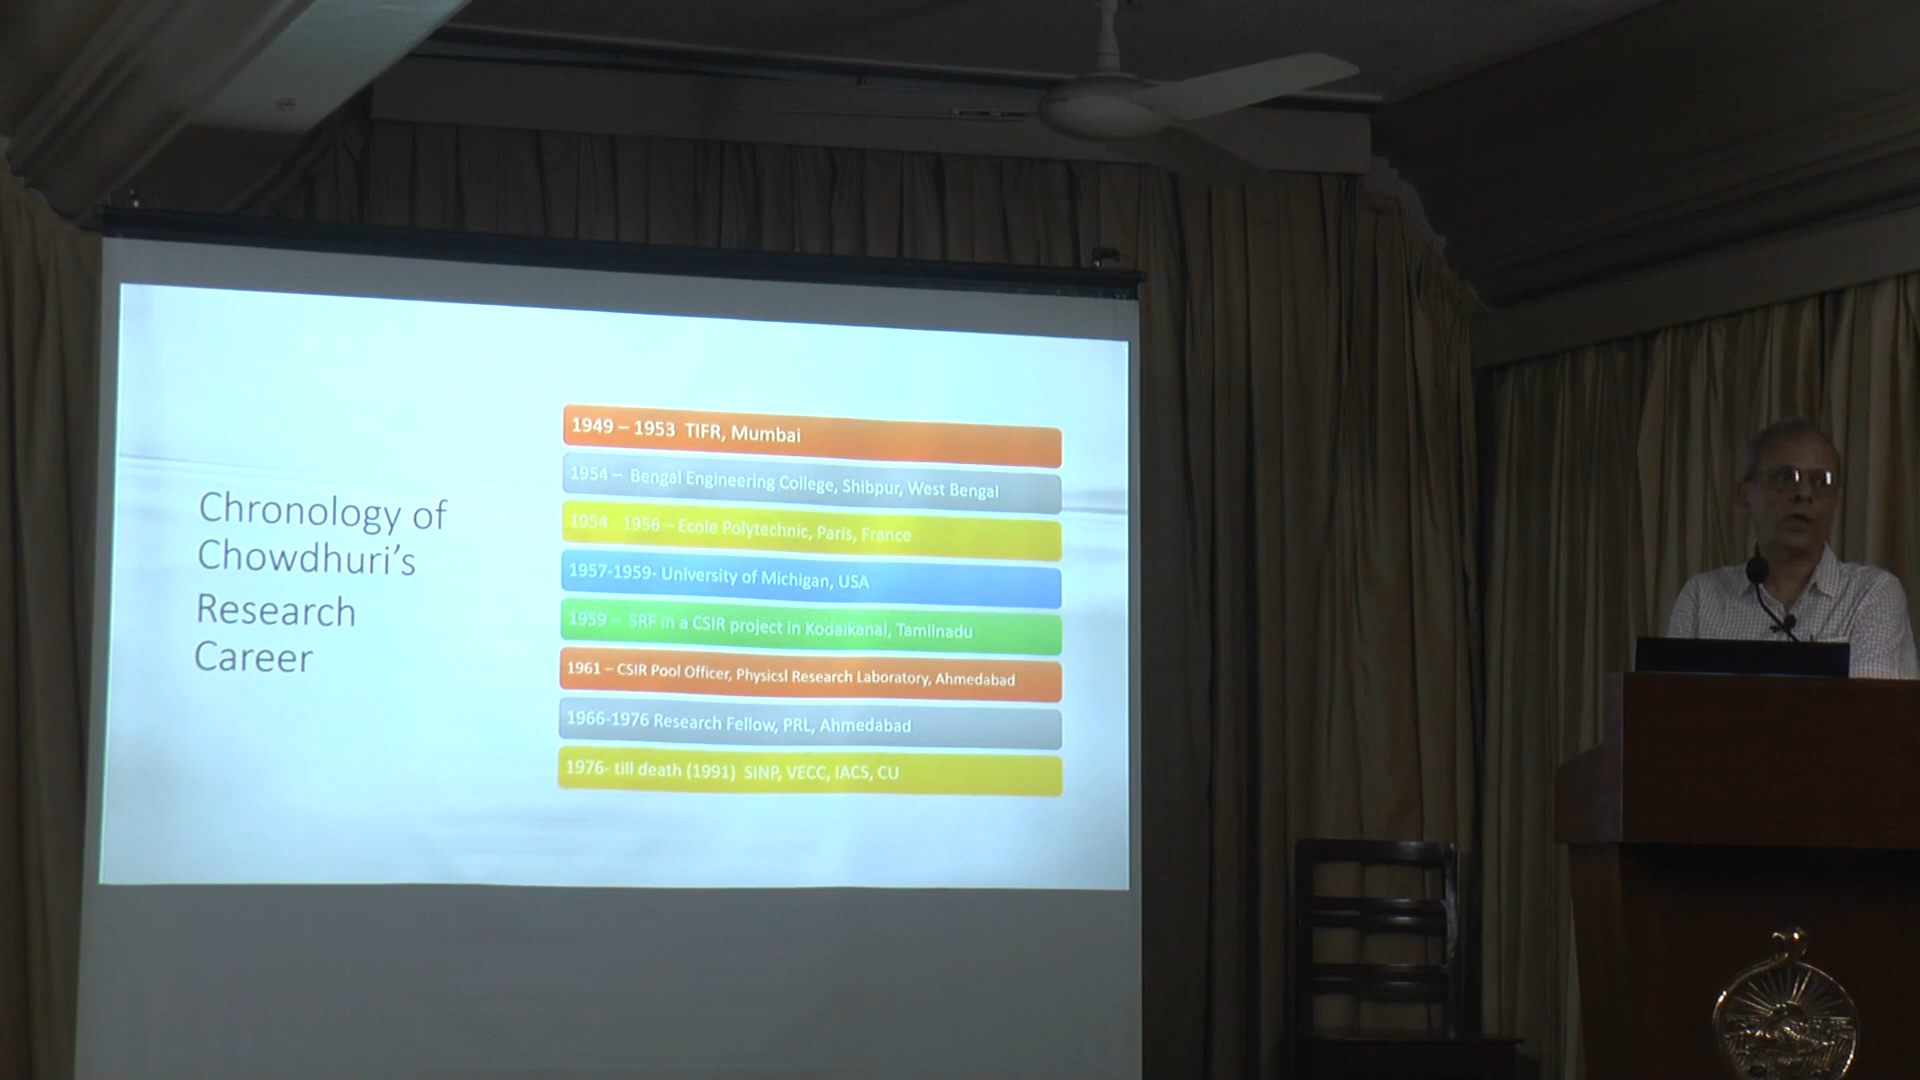 Chronology of
Chowdhuri's
Research
Career
1949 – 1953 TIFR, Mumbai
1954 – Bengal Engineering College, Shibpur, West Bengal
1954 - 1956 – Ecole Polytechnic, Paris, France
1957-1959- University of Michigan, USA
1959 – SRF in a CSIR project in Kodaikanal, Tamilnadu
1961 – CSIR Pool Officer, Physicsl Research Laboratory, Ahmedabad
1966-1976 Research Fellow, PRL, Ahmedabad
1976- till death (1991) SINP, VECC, IACS, CU